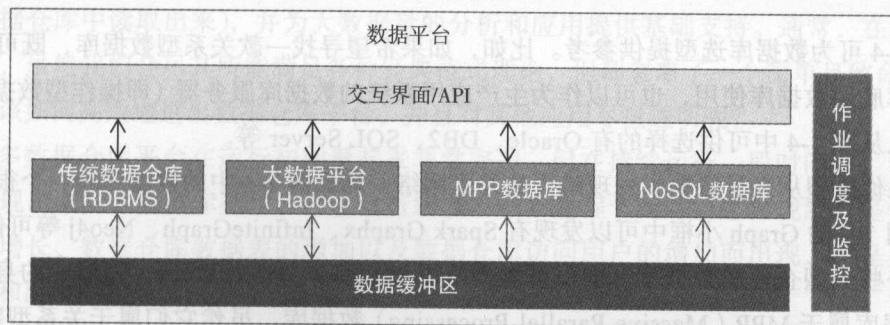 数据平台
交互界面/API
传统数据仓库
（RDBMS）
大数据平台
（Hadoop）
MPP数据库
NoSQL数据库
数据缓冲区
作业调度及监控